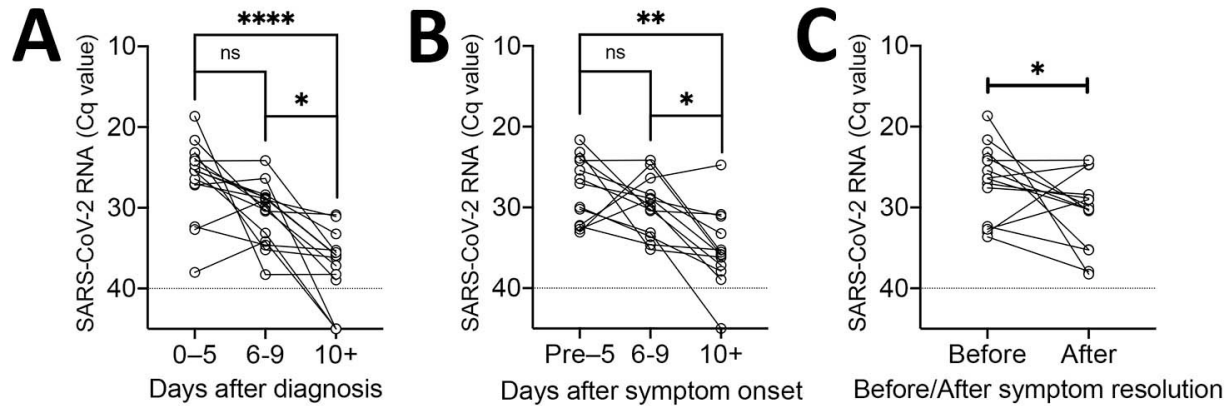 A
SARS-CoV-2 RNA (Cq value)
10
20
30
40
****
ns
*
0–5 6-9 10+
Days after diagnosis
B
SARS-CoV-2 RNA (Cq value)
10
20
30
40
**
ns
*
Pre–5 6-9 10+
Days after symptom onset
C
SARS-CoV-2 RNA (Cq value)
10
20
30
40
*
Before After
Before/After symptom resolution